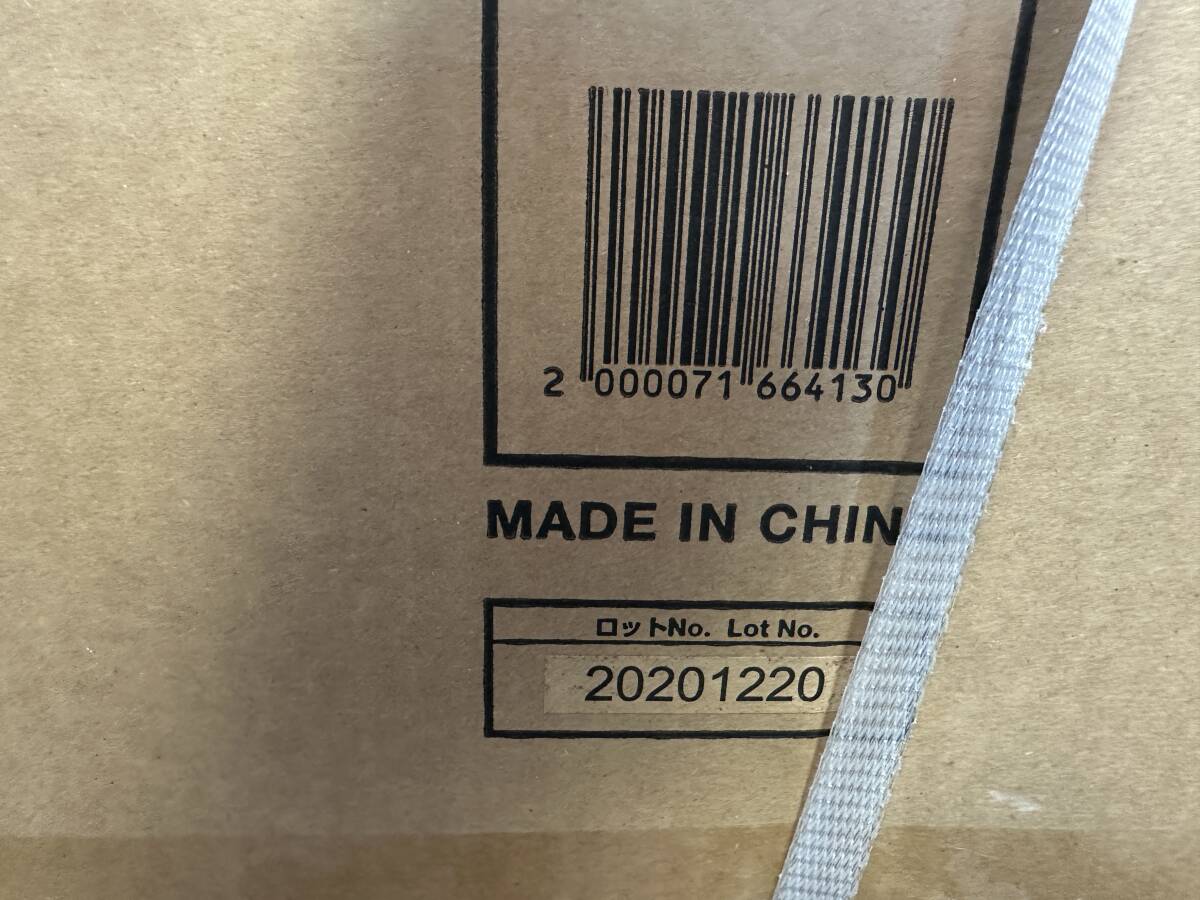 2 000071 664130
MADE IN CHIN
ロットNo. Lot No.
20201220